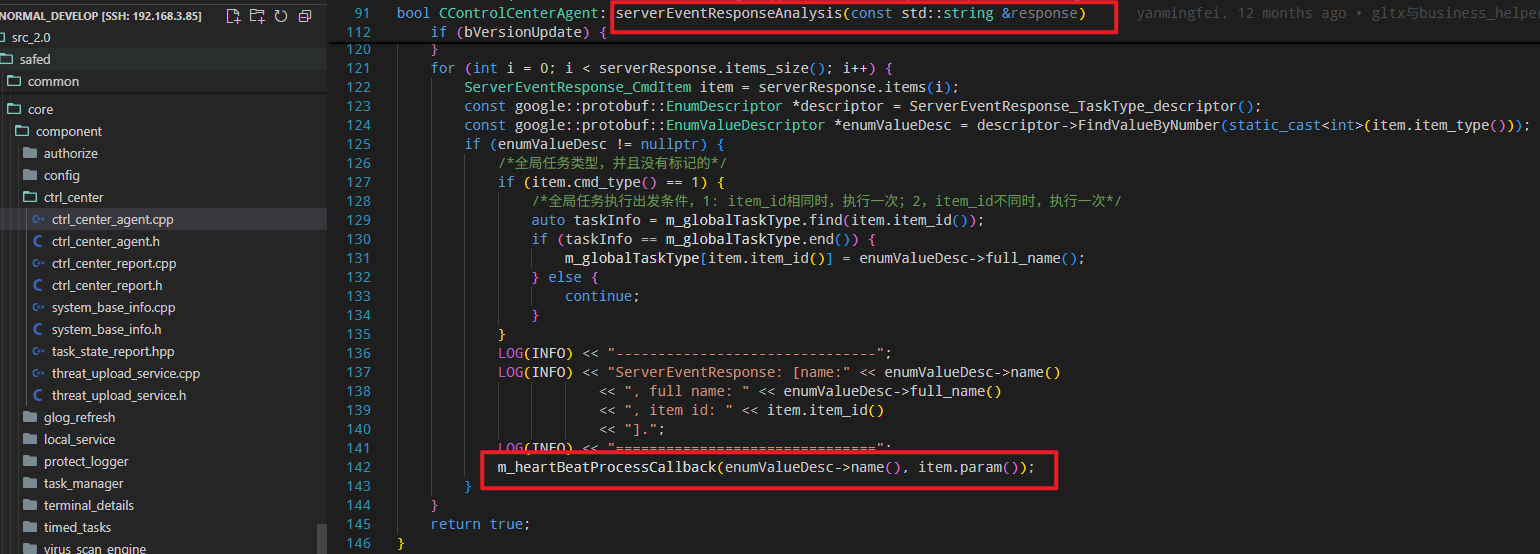 NORMAL_DEVELOP [SSH: 192.168.3.85]
src_2.0
safed
common
core
component
authorize
config
ctrl_center
ctrl_center_agent.cpp
ctrl_center_agent.h
ctrl_center_report.cpp
ctrl_center_report.h
system_base_info.cpp
system_base_info.h
task_state_report.hpp
threat_upload_service.cpp
threat_upload_service.h
glog_refresh
local_service
protect_logger
task_manager
terminal_details
timed_tasks
virus_scan_engine
91 bool CControlCenterAgent::serverEventResponseAnalysis(const std::string &response) yanmingfei, 12 months ago • gltx与business_helper
112 if (bVersionUpdate) {
120 }
121 for (int i = 0; i < serverResponse.items_size(); i++) {
122 ServerEventResponse_CmdItem item = serverResponse.items(i);
123 const google::protobuf::EnumDescriptor *descriptor = ServerEventResponse_TaskType_descriptor();
124 const google::protobuf::EnumValueDescriptor *enumValueDesc = descriptor->FindValueByNumber(static_cast<int>(item.item_type()));
125 if (enumValueDesc != nullptr) {
126 /*全局任务类型，并且没有标记的*/
127 if (item.cmd_type() == 1) {
128 /*全局任务执行出发条件，1: item_id相同时，执行一次；2，item_id不同时，执行一次*/
129 auto taskInfo = m_globalTaskType.find(item.item_id());
130 if (taskInfo == m_globalTaskType.end()) {
131 m_globalTaskType[item.item_id()] = enumValueDesc->full_name();
132 } else {
133 continue;
134 }
135 }
136 LOG(INFO) << "-------------------------------";
137 LOG(INFO) << "ServerEventResponse: [name:" << enumValueDesc->name()
138 << ", full name: " << enumValueDesc->full_name()
139 << ", item id: " << item.item_id()
140 << "].";
141 LOG(INFO) << "===============================";
142 m_heartBeatProcessCallback(enumValueDesc->name(), item.param());
143 }
144 }
145 return true;
146 }